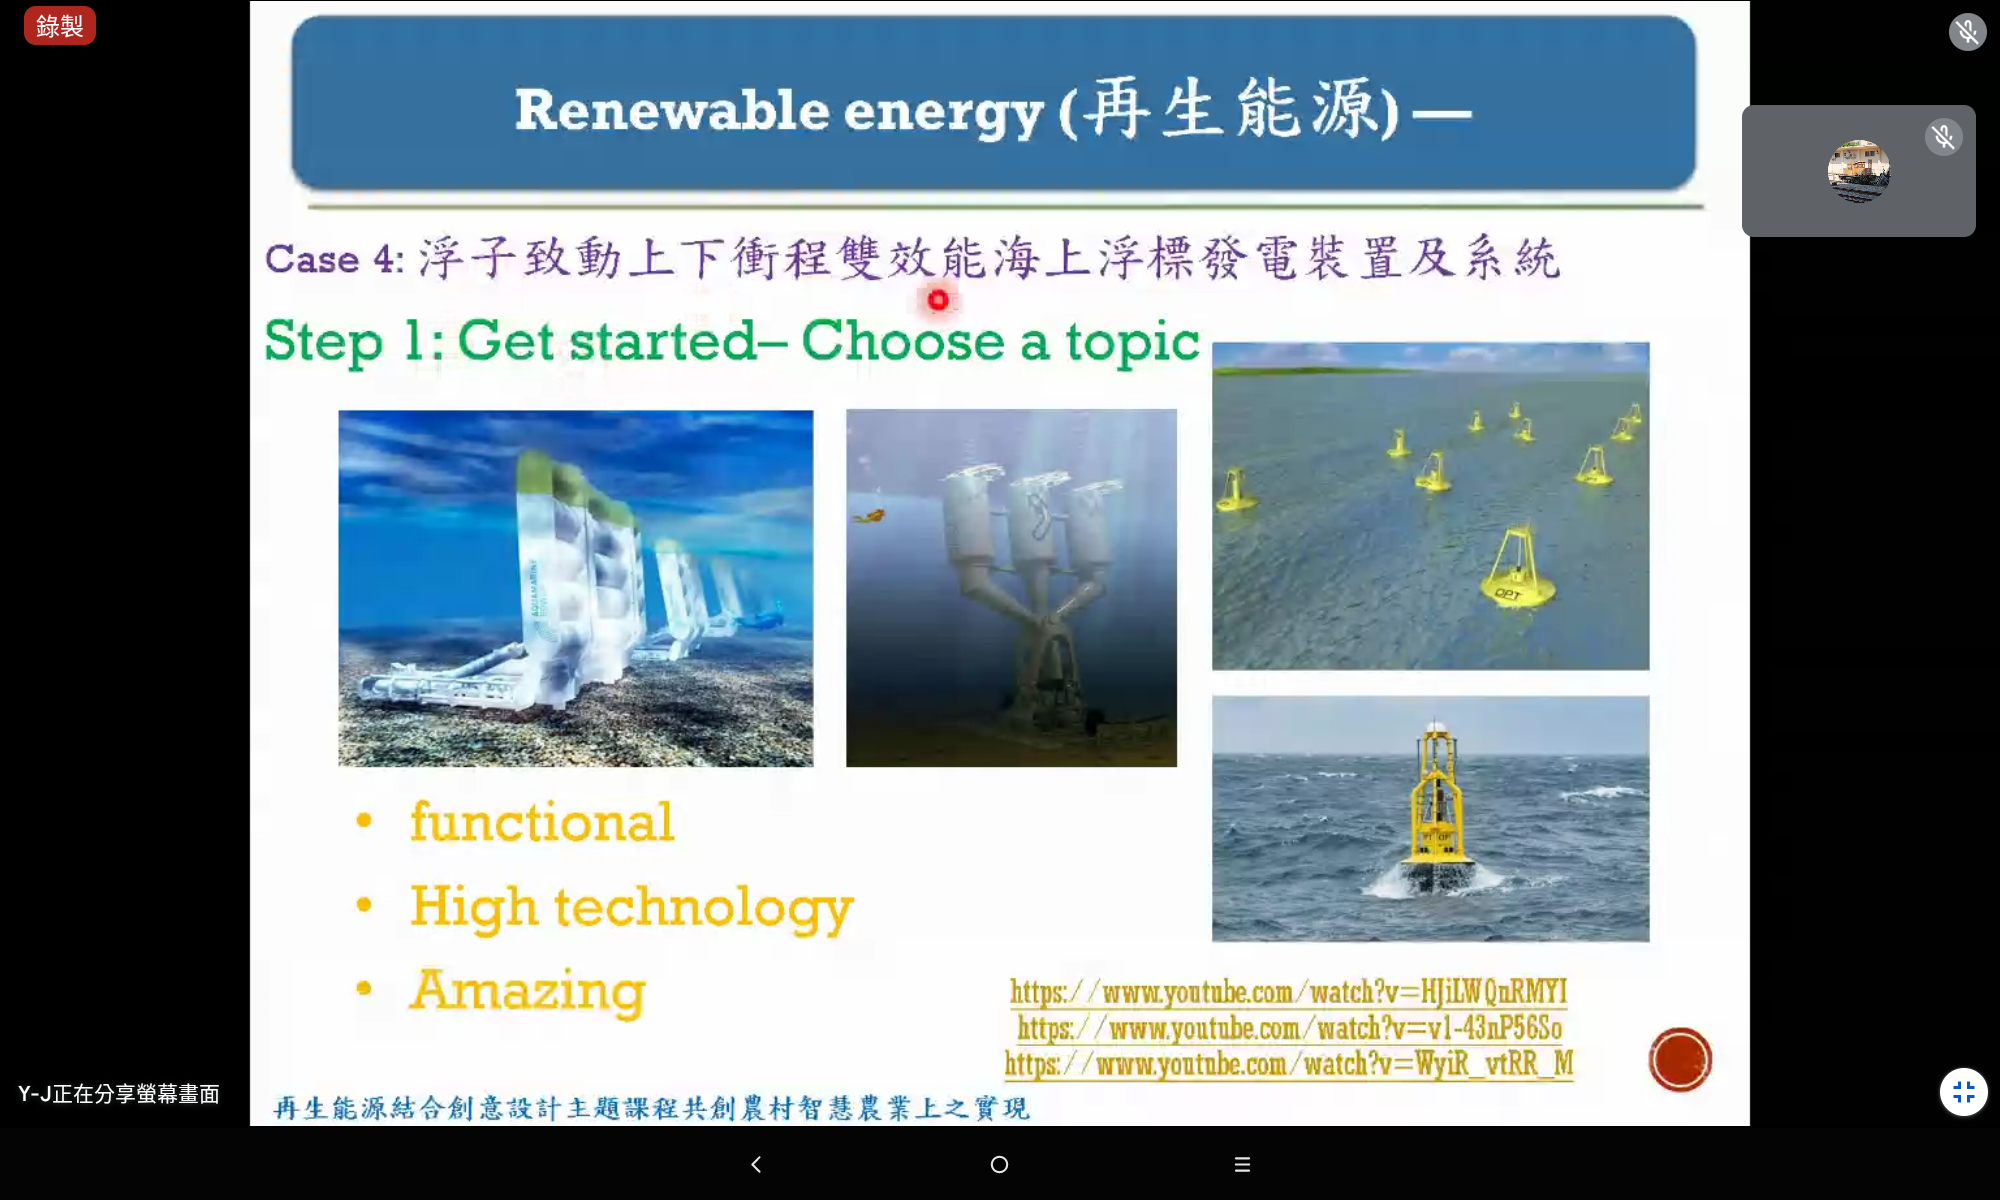 錄製
Renewable energy (再生能源) —
Case 4: 浮子致動上下衝程雙效能海上浮標發電裝置及系統
Step 1: Get started– Choose a topic
OPT
• functional
• High technology
• Amazing
https://www.youtube.com/watch?v=HJiLWQnRMYI
https://www.youtube.com/watch?v=v1-43nP56So
https://www.youtube.com/watch?v=WyiR_vtRR_M
Y-J正在分享螢幕畫面
再生能源結合創意設計主題課程共創農村智慧農業上之實現